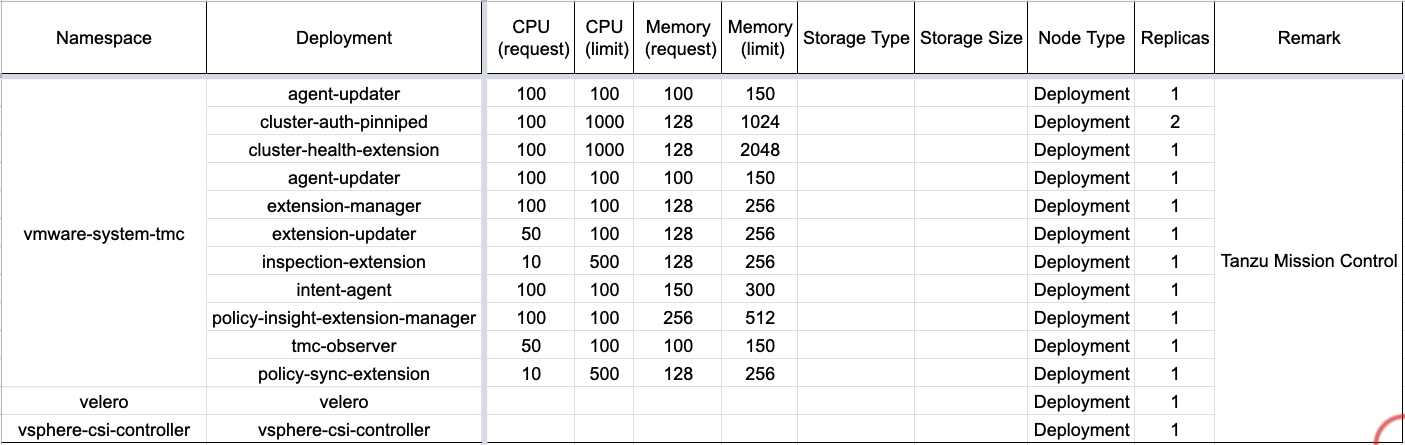 Namespace Deployment CPU (request) CPU (limit) Memory (request) Memory (limit) Storage Type Storage Size Node Type Replicas Remark
agent-updater 100 100 100 150 Deployment 1
cluster-auth-pinniped 100 1000 128 1024 Deployment 2
cluster-health-extension 100 1000 128 2048 Deployment 1
agent-updater 100 100 100 150 Deployment 1
extension-manager 100 100 128 256 Deployment 1
vmware-system-tmc extension-updater 50 100 128 256 Deployment 1
inspection-extension 10 500 128 256 Deployment 1 Tanzu Mission Control
intent-agent 100 100 150 300 Deployment 1
policy-insight-extension-manager 100 100 256 512 Deployment 1
tmc-observer 50 100 100 150 Deployment 1
policy-sync-extension 10 500 128 256 Deployment 1
velero velero Deployment 1
vsphere-csi-controller vsphere-csi-controller Deployment 1